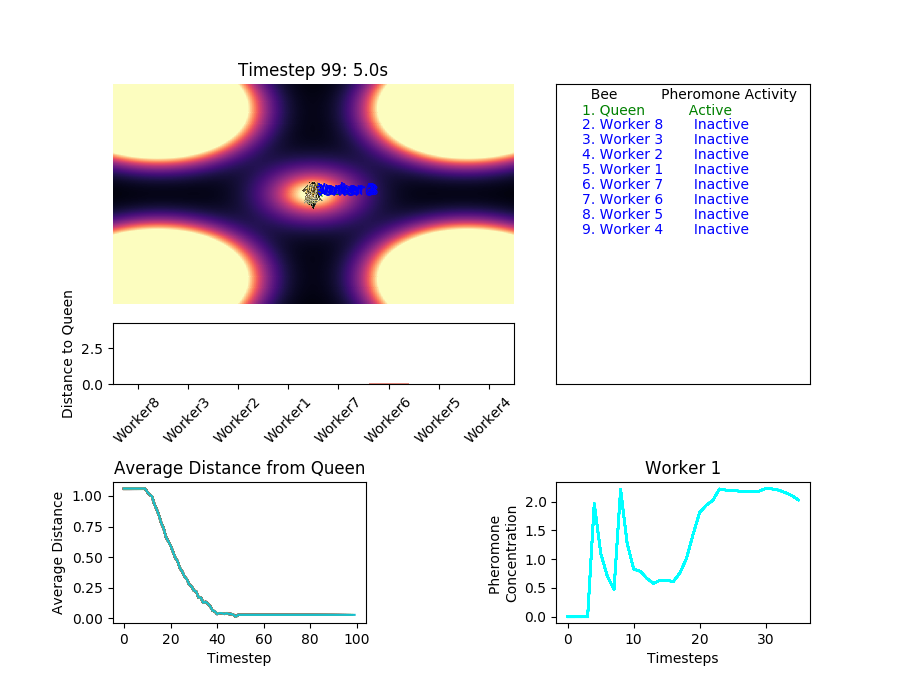 Timestep 99: 5.0s
Bee Pheromone Activity
1. Queen Active
2. Worker 8 Inactive
3. Worker 3 Inactive
4. Worker 2 Inactive
5. Worker 1 Inactive
6. Worker 7 Inactive
7. Worker 6 Inactive
8. Worker 5 Inactive
9. Worker 4 Inactive
Distance to Queen
2.5
0.0
Worker8 Worker3 Worker2 Worker1 Worker7 Worker6 Worker5 Worker4
Average Distance from Queen
Average Distance
1.00
0.75
0.50
0.25
0.00
0 20 40 60 80 100
Timestep
Worker 1
Pheromone
Concentration
2.0
1.5
1.0
0.5
0.0
0 10 20 30
Timesteps